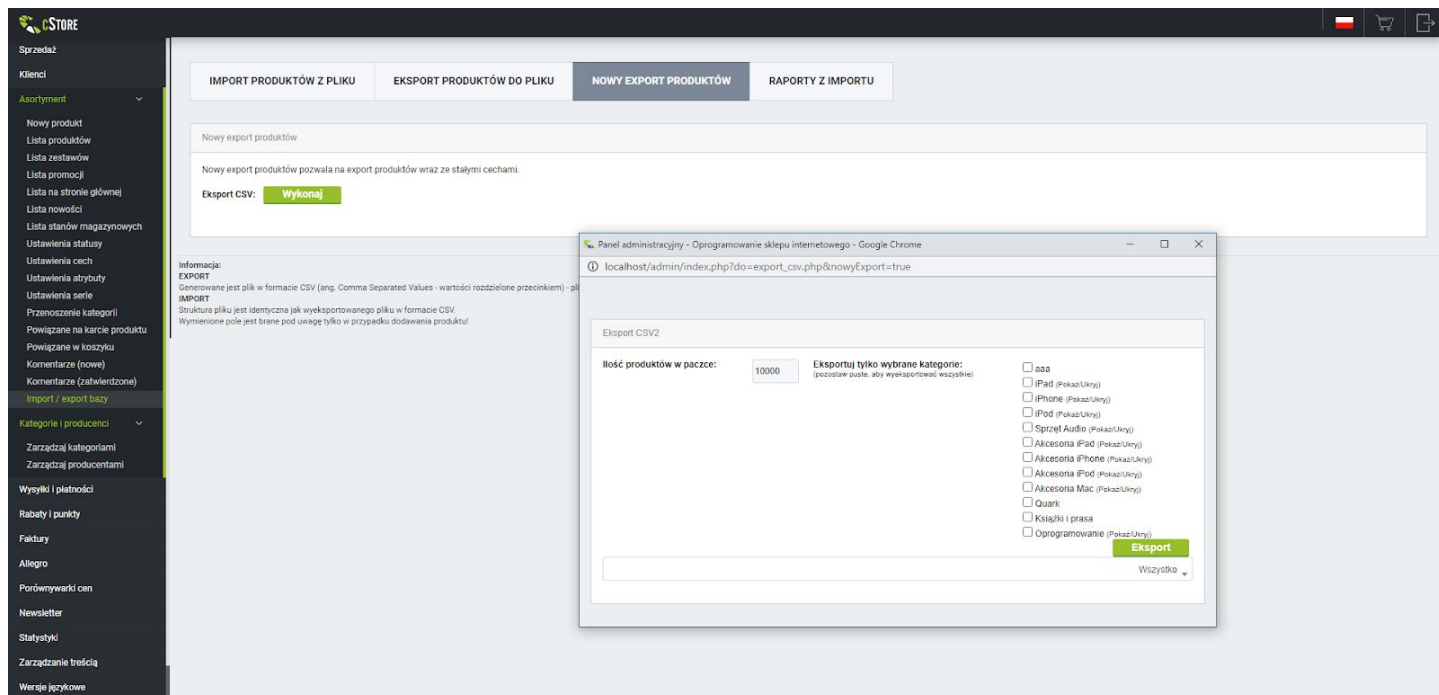 cSTORE
Sprzedaż
Klienci
Asortyment
Nowy produkt
Lista produktów
Lista zestawów
Lista promocji
Lista na stronie głównej
Lista nowości
Lista stanów magazynowych
Ustawienia statusy
Ustawienia cech
Ustawienia atrybuty
Ustawienia serie
Przenoszenie kategorii
Powiązane na karcie produktu
Powiązane w koszyku
Komentarze (nowe)
Komentarze (zatwierdzone)
Import / export bazy
Kategorie i producenci
Zarządzaj kategoriami
Zarządzaj producentami
Wysyłki i płatności
Rabaty i punkty
Faktury
Allegro
Porównywarki cen
Newsletter
Statystyki
Zarządzanie treścią
Wersje językowe
IMPORT PRODUKTÓW Z PLIKU
EKSPORT PRODUKTÓW DO PLIKU
NOWY EXPORT PRODUKTÓW
RAPORTY Z IMPORTU
Nowy export produktów
Nowy export produktów pozwala na export produktów wraz ze stałymi cechami.
Eksport CSV: Wykonaj
Informacja:
EXPORT
Generowane jest plik w formacie CSV (ang. Comma Separated Values - wartości rozdzielone przecinkiem) -
IMPORT
Struktura pliku jest identyczna jak wyeksportowanego pliku w formacie CSV.
Wymienione pole jest brane pod uwagę tylko w przypadku dodawania produktu!
Panel administracyjny - Oprogramowanie sklepu internetowego - Google Chrome
localhost/admin/index.php?do=export_csv.php&nowyExport=true
Eksport CSV2
Ilość produktów w paczce: 10000
Eksportuj tylko wybrane kategorie:
(pozostaw puste, aby wyeksportować wszystkie)
aaa
iPad (Pokaż/Ukryj)
iPhone (Pokaż/Ukryj)
iPod (Pokaż/Ukryj)
Sprzęt Audio (Pokaż/Ukryj)
Akcesoria iPad (Pokaż/Ukryj)
Akcesoria iPhone (Pokaż/Ukryj)
Akcesoria iPod (Pokaż/Ukryj)
Akcesoria Mac (Pokaż/Ukryj)
Quark
Książki i prasa
Oprogramowanie (Pokaż/Ukryj)
Eksport
Wszystko